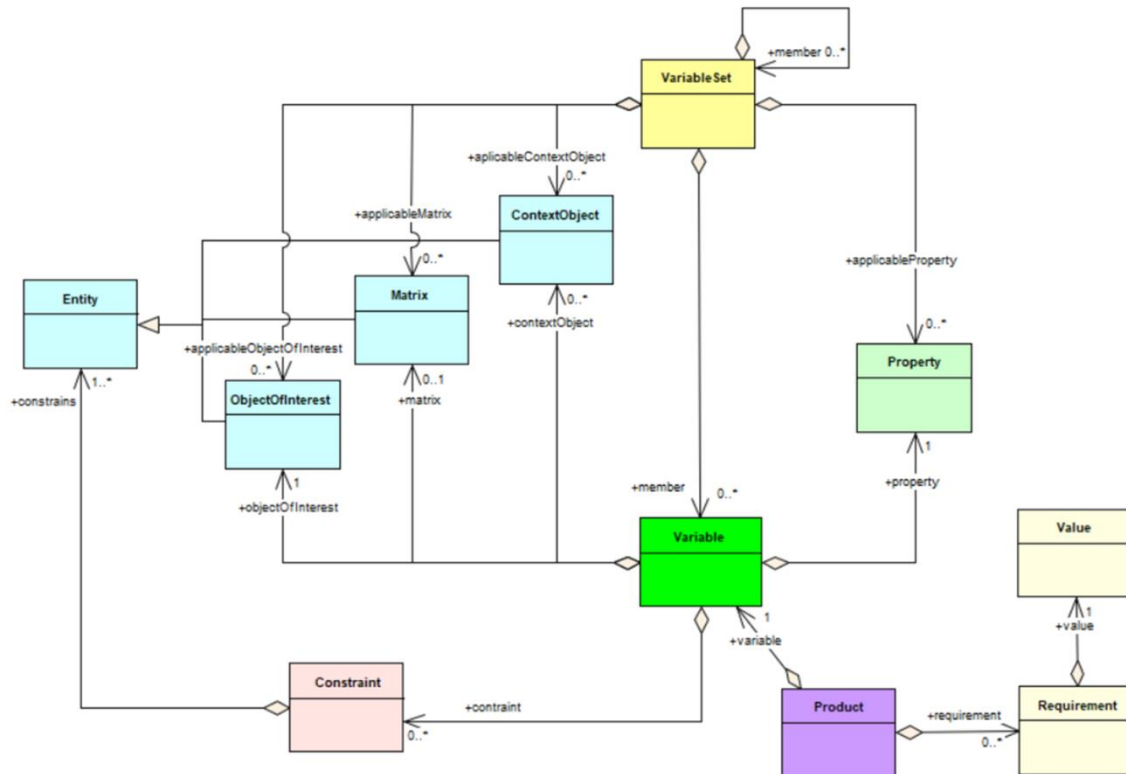 +member 0..*
VariableSet
+aplicableContextObject
0..*
ContextObject
+applicableMatrix
0..*
+applicableProperty
0..*
Entity
Matrix
0..*
+contextObject
+applicableObjectOfInterest
0..*
Property
1..*
+constrains
0..1
+matrix
ObjectOfInterest
1
+property
1
+objectOfInterest
+member
0..*
Variable
Value
1
+variable
1
+value
Constraint
+contraint
0..*
Product
+requirement
0..*
Requirement